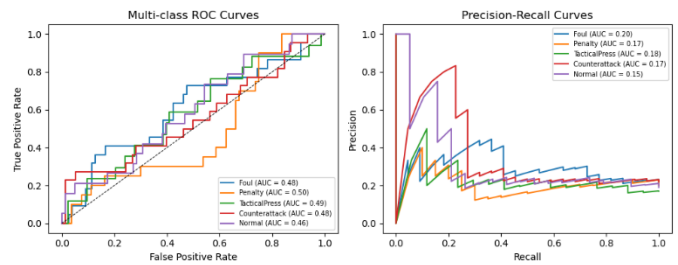 Multi-class ROC Curves
True Positive Rate
1.0
0.8
0.6
0.4
0.2
0.0
0.0 0.2 0.4 0.6 0.8 1.0
False Positive Rate
Foul (AUC = 0.48)
Penalty (AUC = 0.50)
TacticalPress (AUC = 0.49)
Counterattack (AUC = 0.48)
Normal (AUC = 0.46)
Precision-Recall Curves
Precision
1.0
0.8
0.6
0.4
0.2
0.0
0.0 0.2 0.4 0.6 0.8 1.0
Recall
Foul (AUC = 0.20)
Penalty (AUC = 0.17)
TacticalPress (AUC = 0.18)
Counterattack (AUC = 0.17)
Normal (AUC = 0.15)